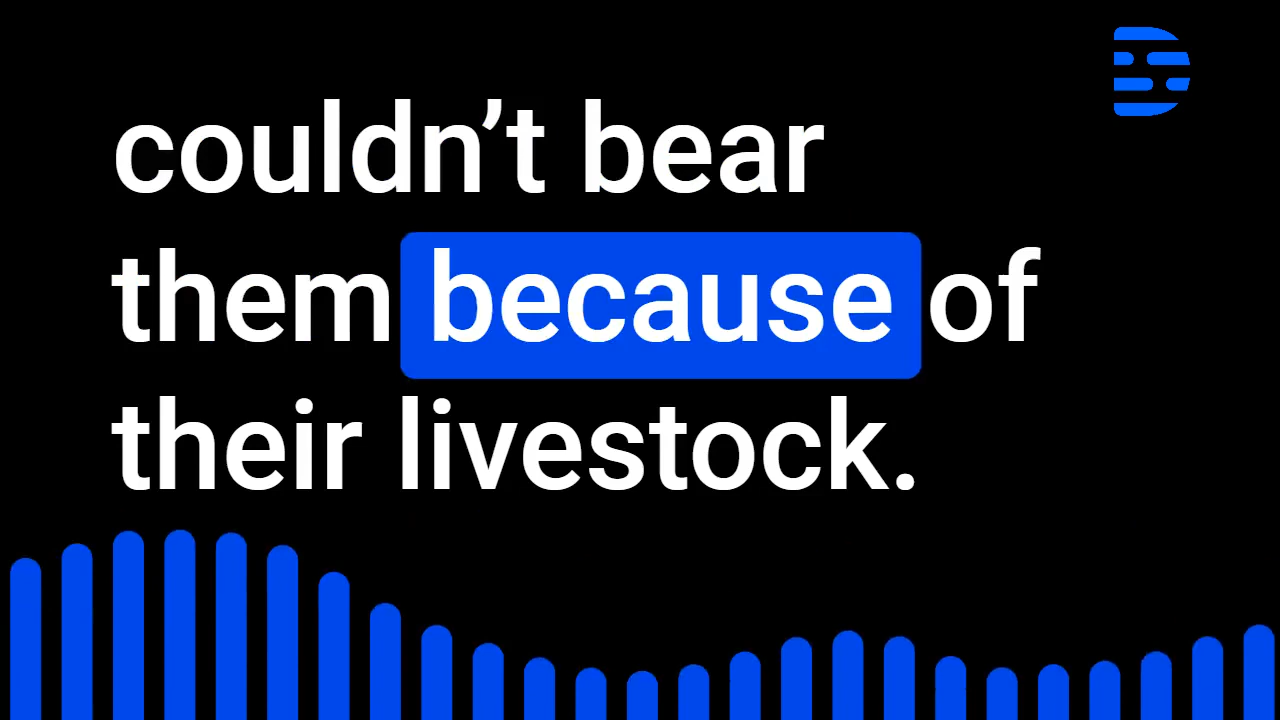 couldn’t bear
them because of
their livestock.